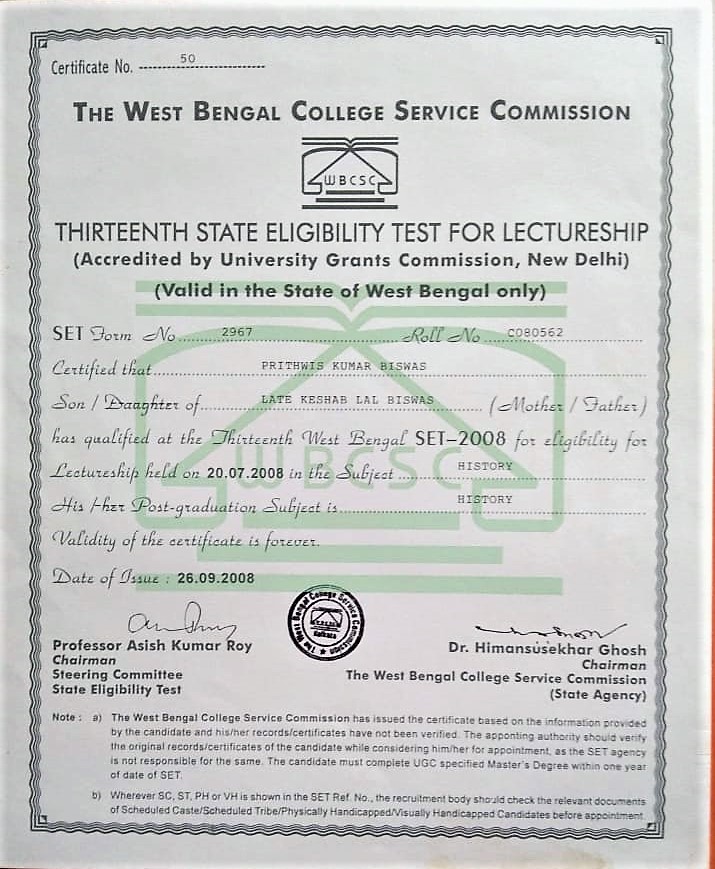 Certificate No. 50
THE WEST BENGAL COLLEGE SERVICE COMMISSION
WBCSC
THIRTEENTH STATE ELIGIBILITY TEST FOR LECTURESHIP
(Accredited by University Grants Commission, New Delhi)
(Valid in the State of West Bengal only)
SET Form No. 2967 Roll No. C080562
Certified that PRITHWIS KUMAR BISWAS
Son / Daughter of LATE KESHAB LAL BISWAS (Mother / Father)
has qualified at the Thirteenth West Bengal SET-2008 for eligibility for
Lectureship held on 20.07.2008 in the Subject HISTORY
WBCSC
His / her Post-graduation Subject is HISTORY
Validity of the certificate is forever.
Date of Issue : 26.09.2008
The West Bengal College Service Commission
Kolkata
Professor Asish Kumar Roy
Chairman
Steering Committee
State Eligibility Test
Dr. Himansusekhar Ghosh
Chairman
The West Bengal College Service Commission
(State Agency)
Note : a) The West Bengal College Service Commission has issued the certificate based on the information provided
by the candidate and his/her records/certificates have not been verified. The apponting authority should verify
the original records/certificates of the candidate while considering him/her for appointment, as the SET agency
is not responsible for the same. The candidate must complete UGC specified Master's Degree within one year
of date of SET.
b) Wherever SC, ST, PH or VH is shown in the SET Ref. No., the recruitment body should check the relevant documents
of Scheduled Caste/Scheduled Tribe/Physically Handicapped/Visually Handicapped Candidates before appointment.